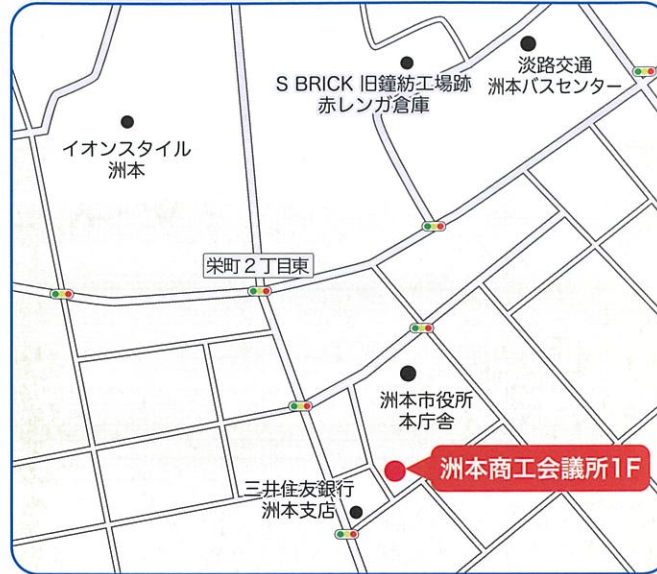 淡路交通
洲本バスセンター
S BRICK 旧鐘紡工場跡
赤レンガ倉庫
イオンスタイル
洲本
栄町2丁目東
洲本市役所
本庁舎
洲本商工会議所1F
三井住友銀行
洲本支店